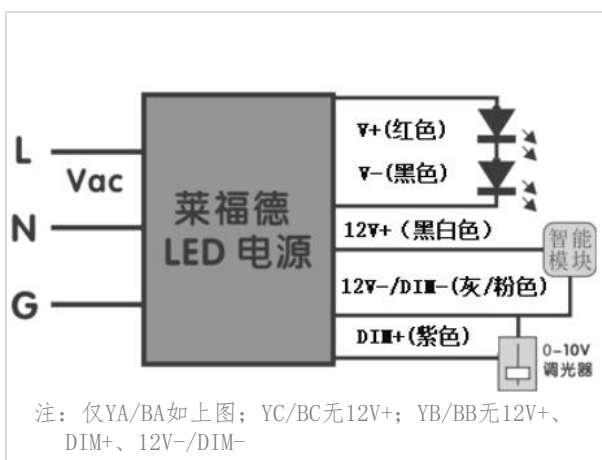 L
Vac
N
G
莱福德
LED 电源
V+(红色)
V-(黑色)
12V+（黑白色）
12V-/DIM-(灰/粉色)
DIM+(紫色)
智能
模块
0-10V
调光器
注：仅YA/BA如上图；YC/BC无12V+；YB/BB无12V+、
DIM+、12V-/DIM-